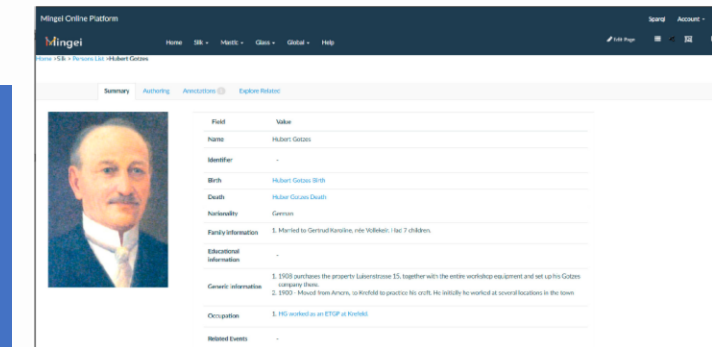 Mingei Online Platform
Sparql Account
Mingei Home Silk Mastic Glass Global Help Edit Page
Home »Silk » Persons List »Hubert Gotzes
Summary Authoring Annotations Explore Related
Field Value
Name Hubert Gotzes
Identifier -
Birth Hubert Gotzes Birth
Death Huber Gotzes Death
Nationality German
Family information 1. Married to Gertrud Karoline, née . Had 7 children.
Educational
information -
1. 1908 purchases the property Luisenstrasse 15, together with the entire workshop equipment and set up his Gotzes
Generic information company there.
2. 1900 - Moved from Amern, to Krefeld to practice his craft. He initially he worked at several locations in the town
Occupation 1. HG worked as an ETGP at Krefeld.
Related Events -